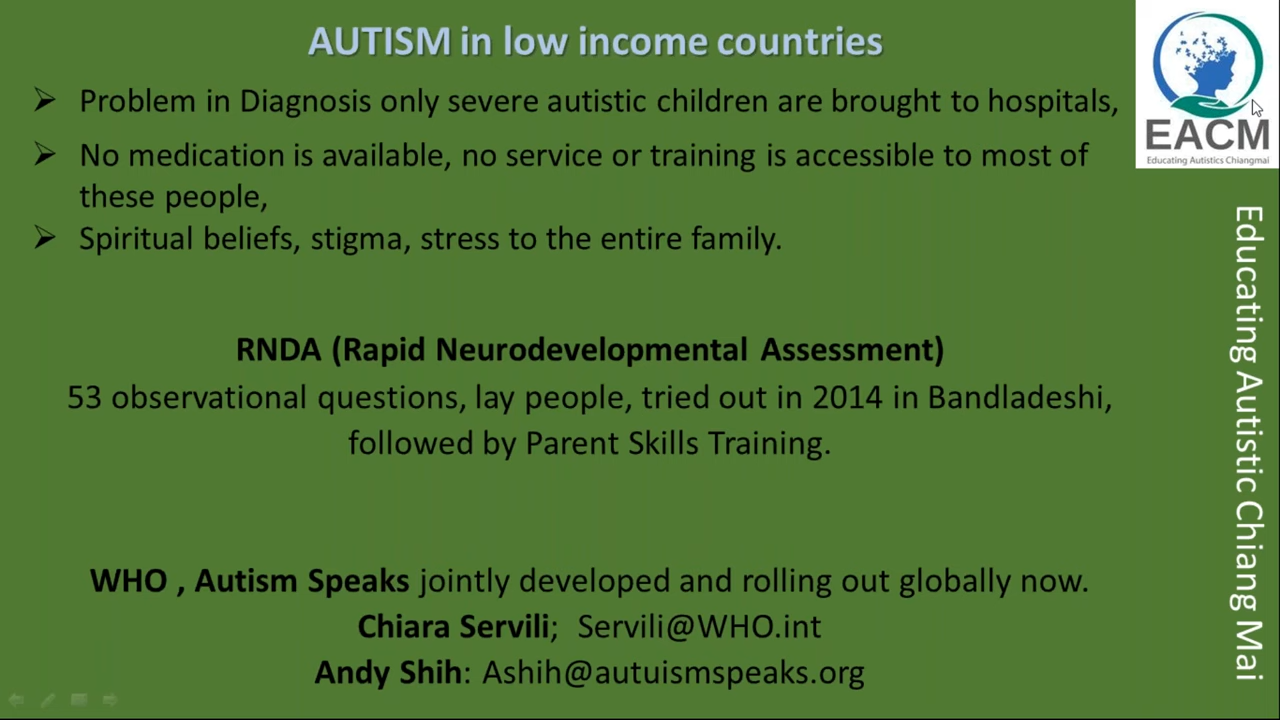 AUTISM in low income countries
➢ Problem in Diagnosis only severe autistic children are brought to hospitals,
➢ No medication is available, no service or training is accessible to most of
these people,
➢ Spiritual beliefs, stigma, stress to the entire family.
RNDA (Rapid Neurodevelopmental Assessment)
53 observational questions, lay people, tried out in 2014 in Bandladeshi,
followed by Parent Skills Training.
WHO , Autism Speaks jointly developed and rolling out globally now.
Chiara Servili; Servili@WHO.int
Andy Shih: Ashih@autuismspeaks.org
EACM
Educating Autistics Chiangmai
Educating Autistic Chiang Mai